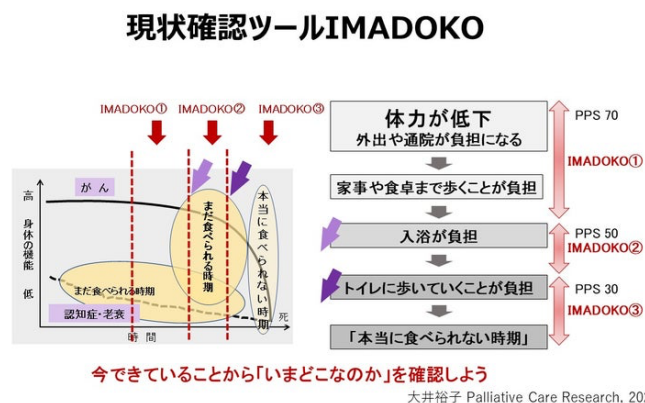 現状確認ツールIMADOKO
IMADOKO①
IMADOKO②
IMADOKO③
がん
高
身体の機能
低
まだ食べられる時期
まだ食べられる時期
本当に食べられない時期
認知症・老衰
死
時間
体力が低下
外出や通院が負担になる
家事や食卓まで歩くことが負担
入浴が負担
トイレに歩いていくことが負担
「本当に食べられない時期」
PPS 70
IMADOKO①
PPS 50
IMADOKO②
PPS 30
IMADOKO③
今できていることから「いまどこなのか」を確認しよう
大井裕子 Palliative Care Research,